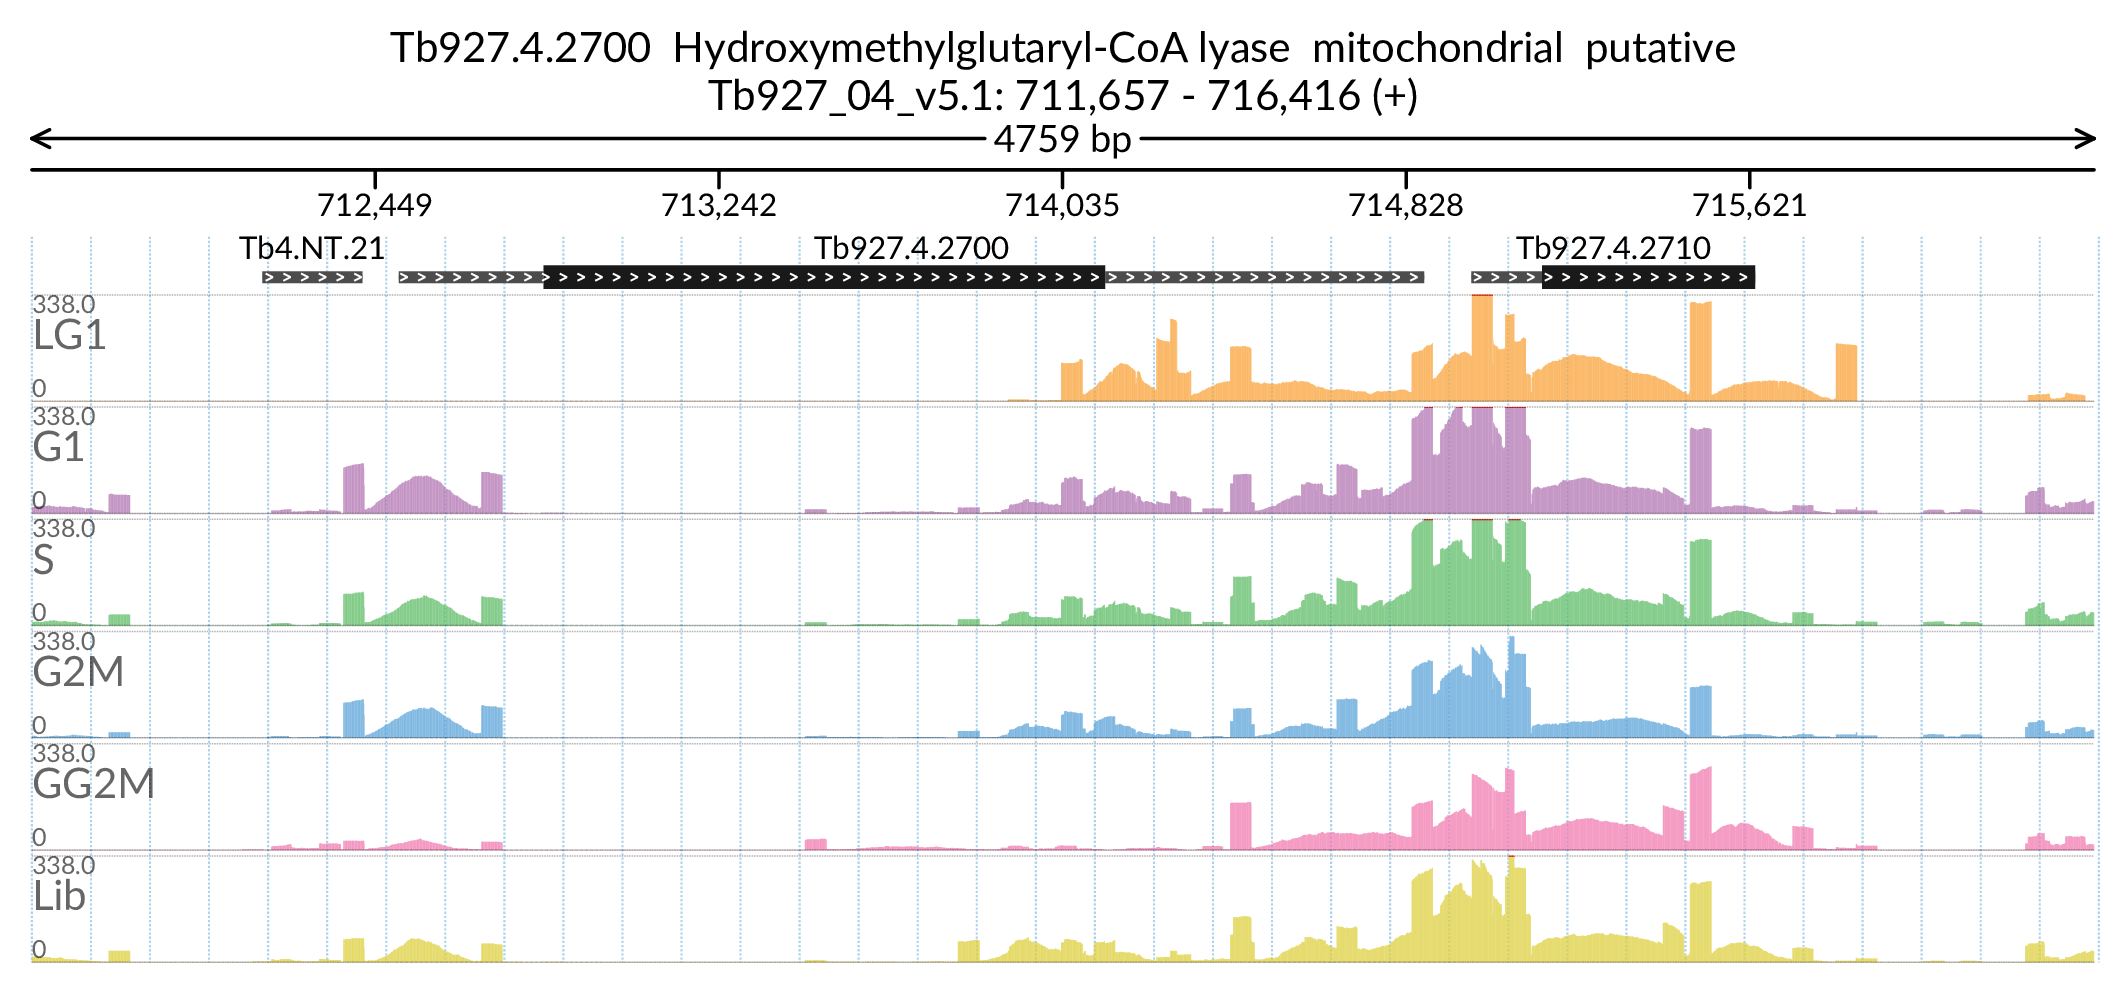 Tb927.4.2700 Hydroxymethylglutaryl-CoA lyase mitochondrial putative
Tb927_04_v5.1: 711,657 - 716,416 (+)
4759 bp
712,449 713,242 714,035 714,828 715,621
Tb4.NT.21 Tb927.4.2700 Tb927.4.2710
338.0
LG1
0
338.0
G1
0
338.0
S
0
338.0
G2M
0
338.0
GG2M
0
338.0
Lib
0